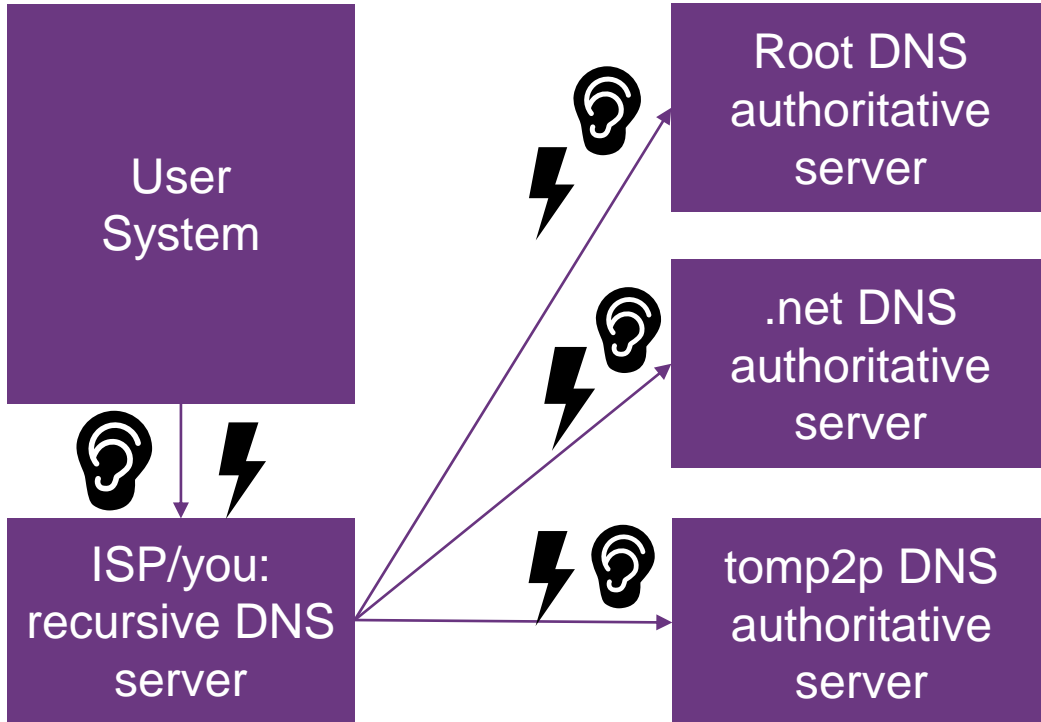 User
System
ISP/you:
recursive DNS
server
Root DNS
authoritative
server
.net DNS
authoritative
server
tomp2p DNS
authoritative
server